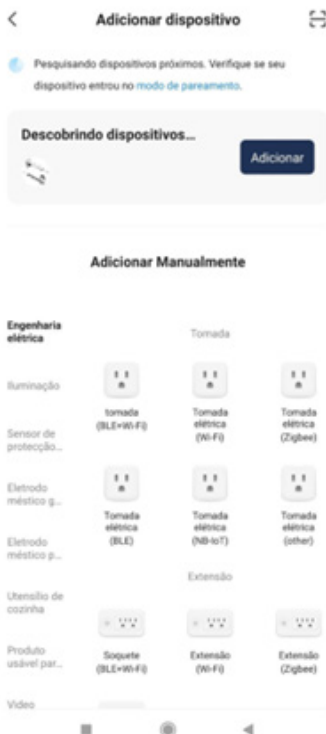 Adicionar dispositivo
Pesquisando dispositivos próximos. Verifique se seu
dispositivo entrou no modo de pareamento.
Descobrindo dispositivos...
Adicionar
Adicionar Manualmente
Engenharia
elétrica
Iluminação
Sensor de
protecção...
Eletrodo
méstico g...
Eletrodo
méstico p...
Utensílio de
cozinha
Produto
usável par...
Video
Tomada
tomada
(BLE+Wi-Fi)
Tomada
elétrica
(Wi-Fi)
Tomada
elétrica
(Zigbee)
Tomada
elétrica
(BLE)
Tomada
elétrica
(NB-IoT)
Tomada
elétrica
(other)
Extensão
Soquete
(BLE+Wi-Fi)
Extensão
(Wi-Fi)
Extensão
(Zigbee)